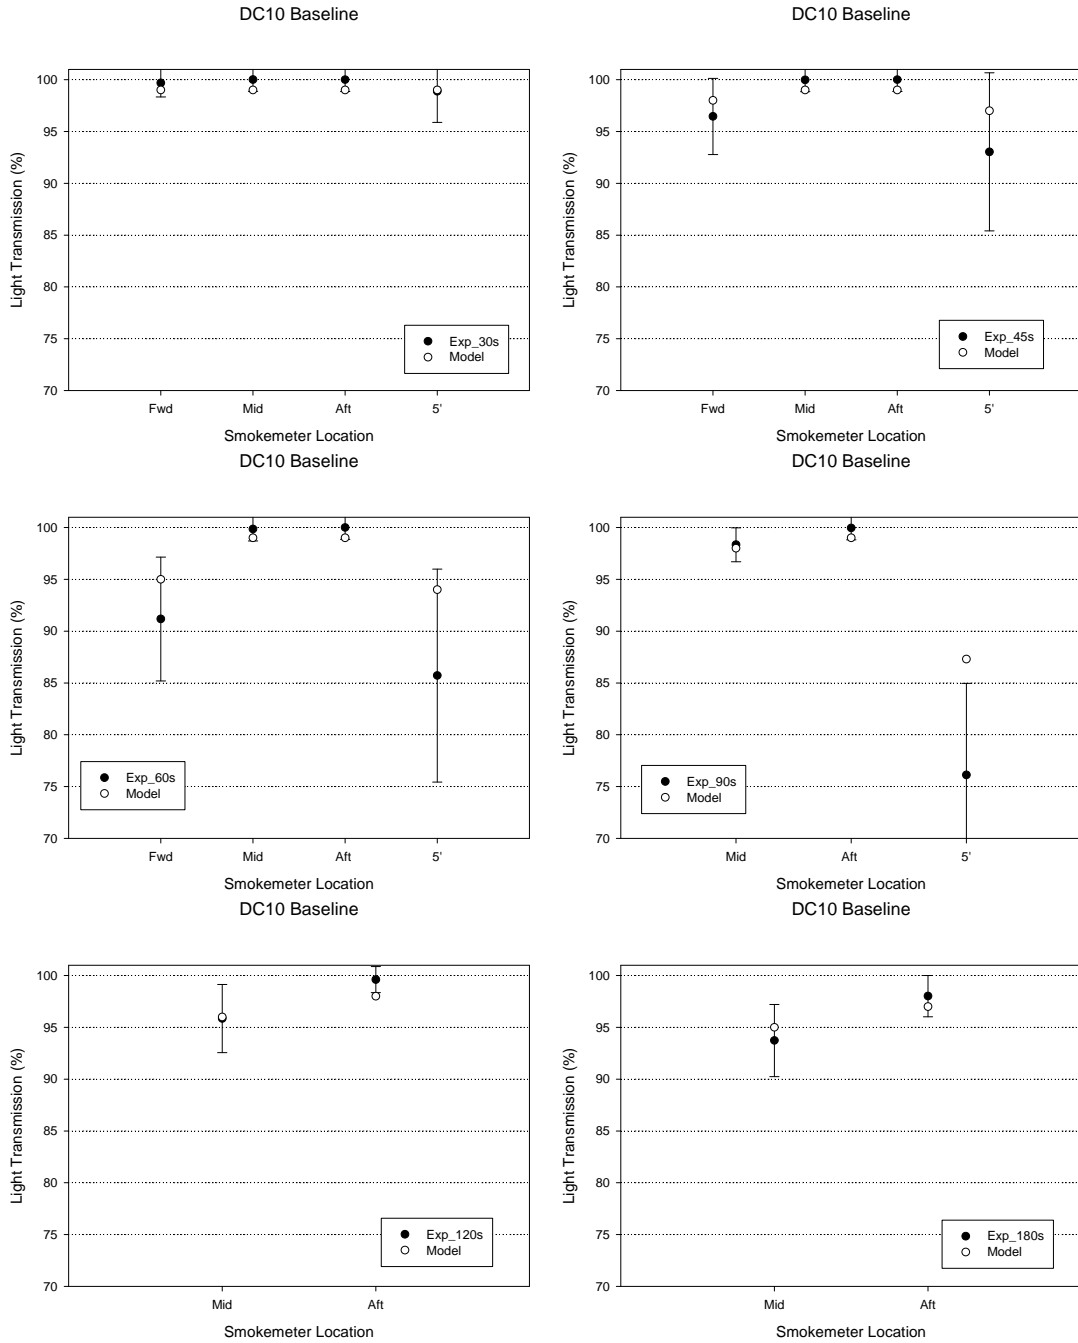 DC10 Baseline
Light Transmission (%)
100
95
90
85
80
75
70
Exp_30s
Model
Fwd Mid Aft 5'
Smokemeter Location
DC10 Baseline
Light Transmission (%)
100
95
90
85
80
75
70
Exp_45s
Model
Fwd Mid Aft 5'
Smokemeter Location
DC10 Baseline
Light Transmission (%)
100
95
90
85
80
75
70
Exp_60s
Model
Fwd Mid Aft 5'
Smokemeter Location
DC10 Baseline
Light Transmission (%)
100
95
90
85
80
75
70
Exp_90s
Model
Mid Aft 5'
Smokemeter Location
DC10 Baseline
Light Transmission (%)
100
95
90
85
80
75
70
Exp_120s
Model
Mid Aft
Smokemeter Location
DC10 Baseline
Light Transmission (%)
100
95
90
85
80
75
70
Exp_180s
Model
Mid Aft
Smokemeter Location